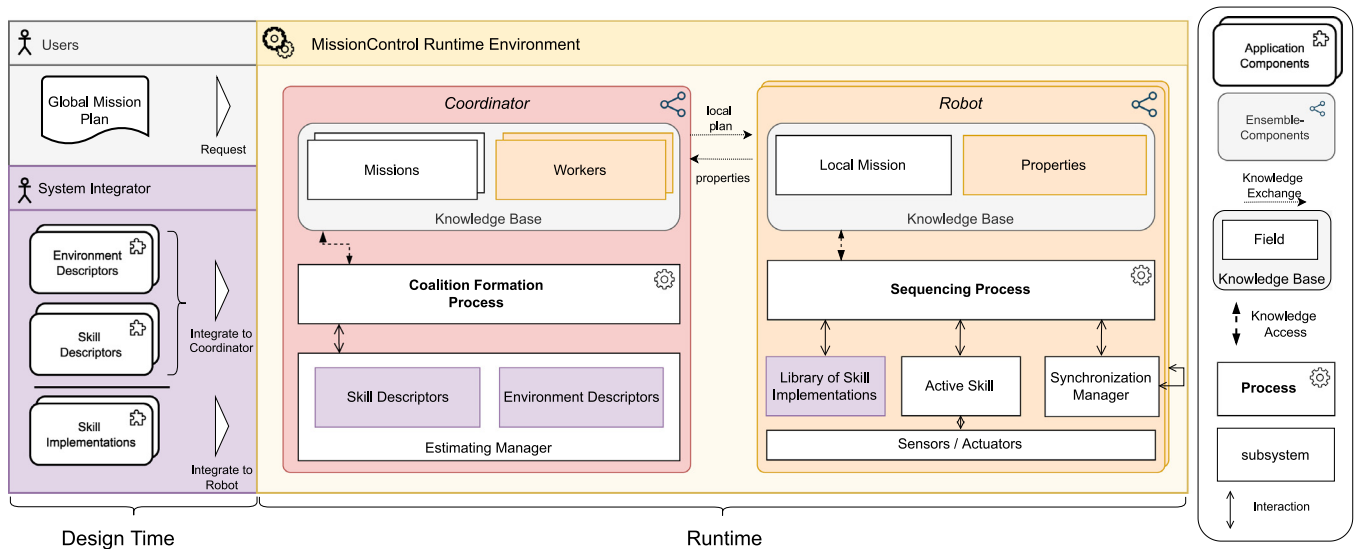 Users
Global Mission
Plan
Request
System Integrator
Environment
Descriptors
Skill
Descriptors
Integrate to
Coordinator
Skill
Implementations
Integrate to
Robot
Design Time
MissionControl Runtime Environment
Coordinator
Missions
Workers
Knowledge Base
Coalition Formation
Process
Skill Descriptors
Environment Descriptors
Estimating Manager
local
plan
properties
Robot
Local Mission
Properties
Knowledge Base
Sequencing Process
Library of Skill
Implementations
Active Skill
Synchronization
Manager
Sensors / Actuators
Runtime
Application
Components
Ensemble-
Components
Knowledge
Exchange
Field
Knowledge Base
Knowledge
Access
Process
subsystem
Interaction